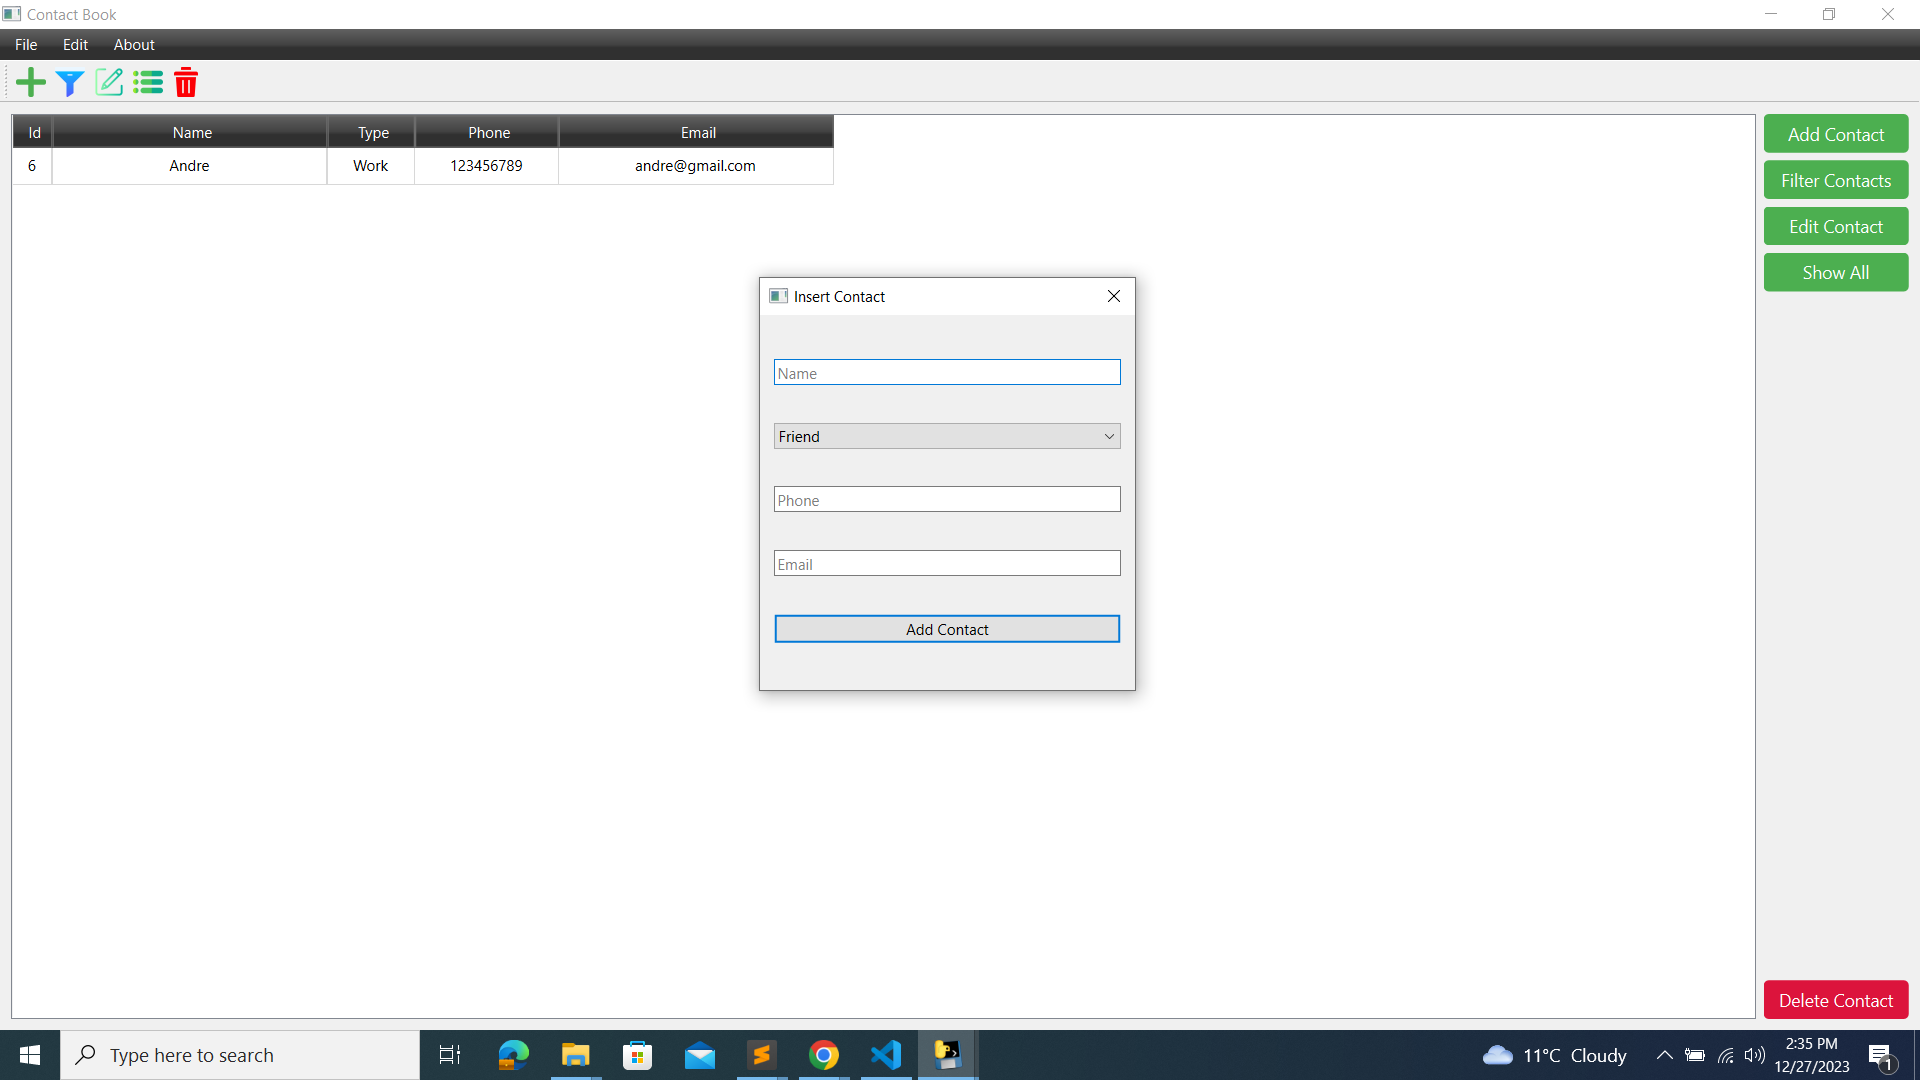 Contact Book
File Edit About
Id Name Type Phone Email
6 Andre Work 123456789 andre@gmail.com
Add Contact
Filter Contacts
Edit Contact
Show All
Insert Contact
Name
Friend
Phone
Email
Add Contact
Delete Contact
Type here to search
11°C Cloudy
2:35 PM
12/27/2023
1